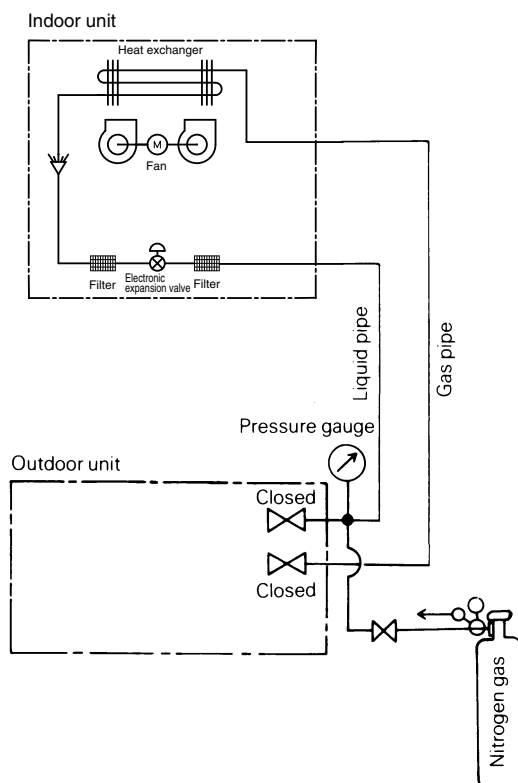 Indoor unit
Heat exchanger
M
Fan
Filter
Electronic
expansion valve
Filter
Liquid pipe
Gas pipe
Pressure gauge
Outdoor unit
Closed
Closed
Nitrogen gas